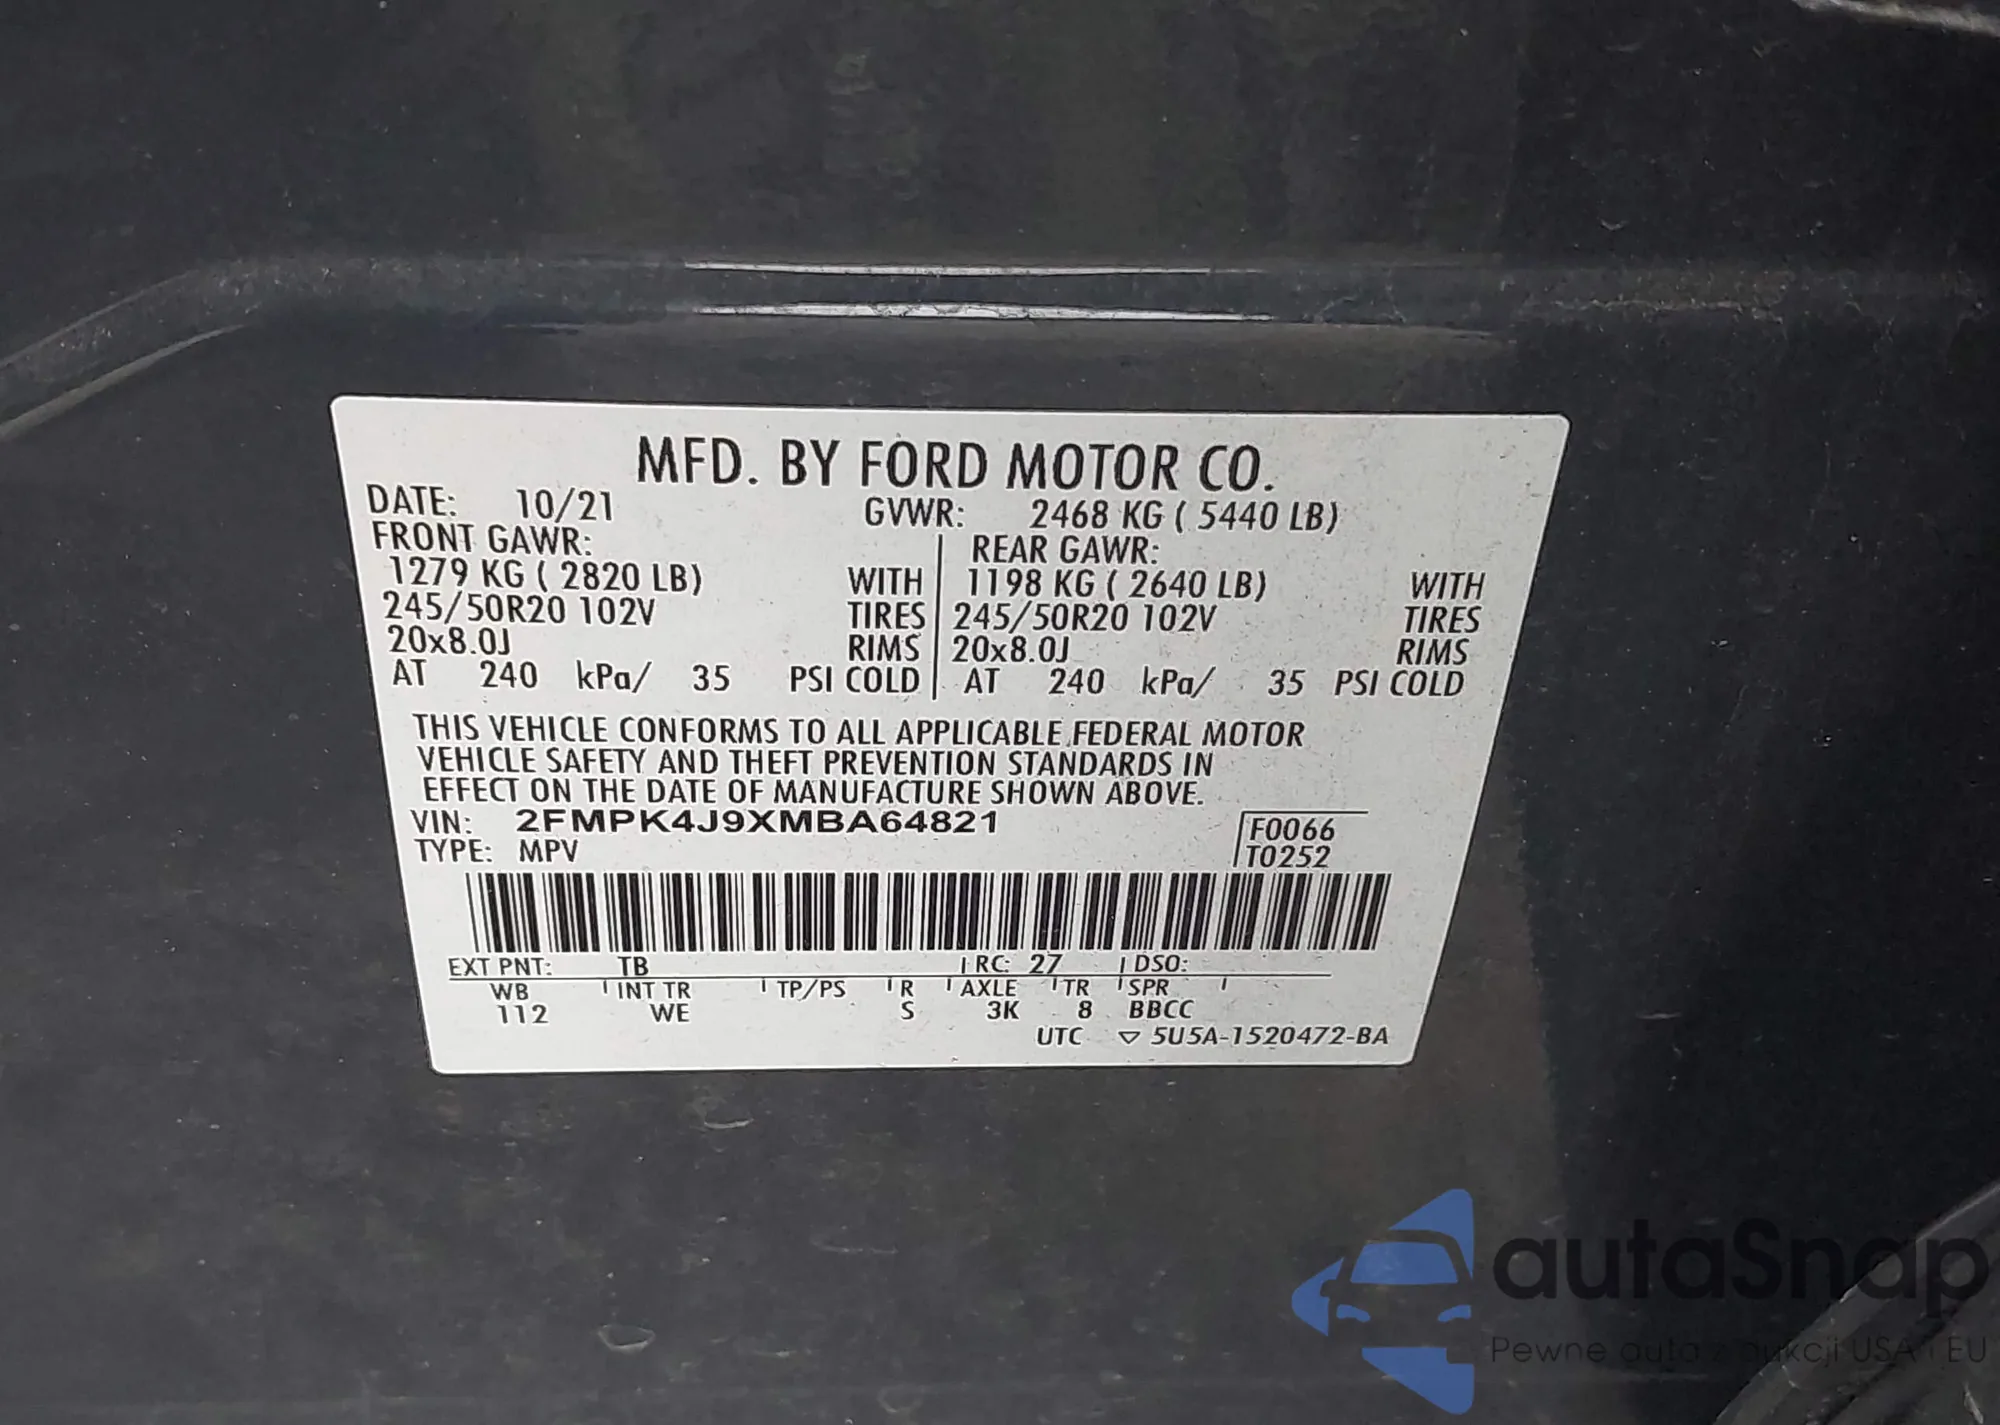 MFD. BY FORD MOTOR CO.
DATE: 10/21 GVWR: 2468 KG ( 5440 LB)
FRONT GAWR: REAR GAWR:
1279 KG ( 2820 LB) WITH 1198 KG ( 2640 LB) WITH
245/50R20 102V TIRES 245/50R20 102V TIRES
20x8.0J RIMS 20x8.0J RIMS
AT 240 kPa/ 35 PSI COLD AT 240 kPa/ 35 PSI COLD
THIS VEHICLE CONFORMS TO ALL APPLICABLE FEDERAL MOTOR
VEHICLE SAFETY AND THEFT PREVENTION STANDARDS IN
EFFECT ON THE DATE OF MANUFACTURE SHOWN ABOVE.
VIN: 2FMPK4J9XMBA64821 F0066
TYPE: MPV T0252
EXT PNT: TB RC: 27 DSO:
WB INT TR TP/PS R AXLE TR SPR
112 WE S 3K 8 BBCC
UTC ▽ 5U5A-1520472-BA
autaSnap
Pewne auta z aukcji USA i EU